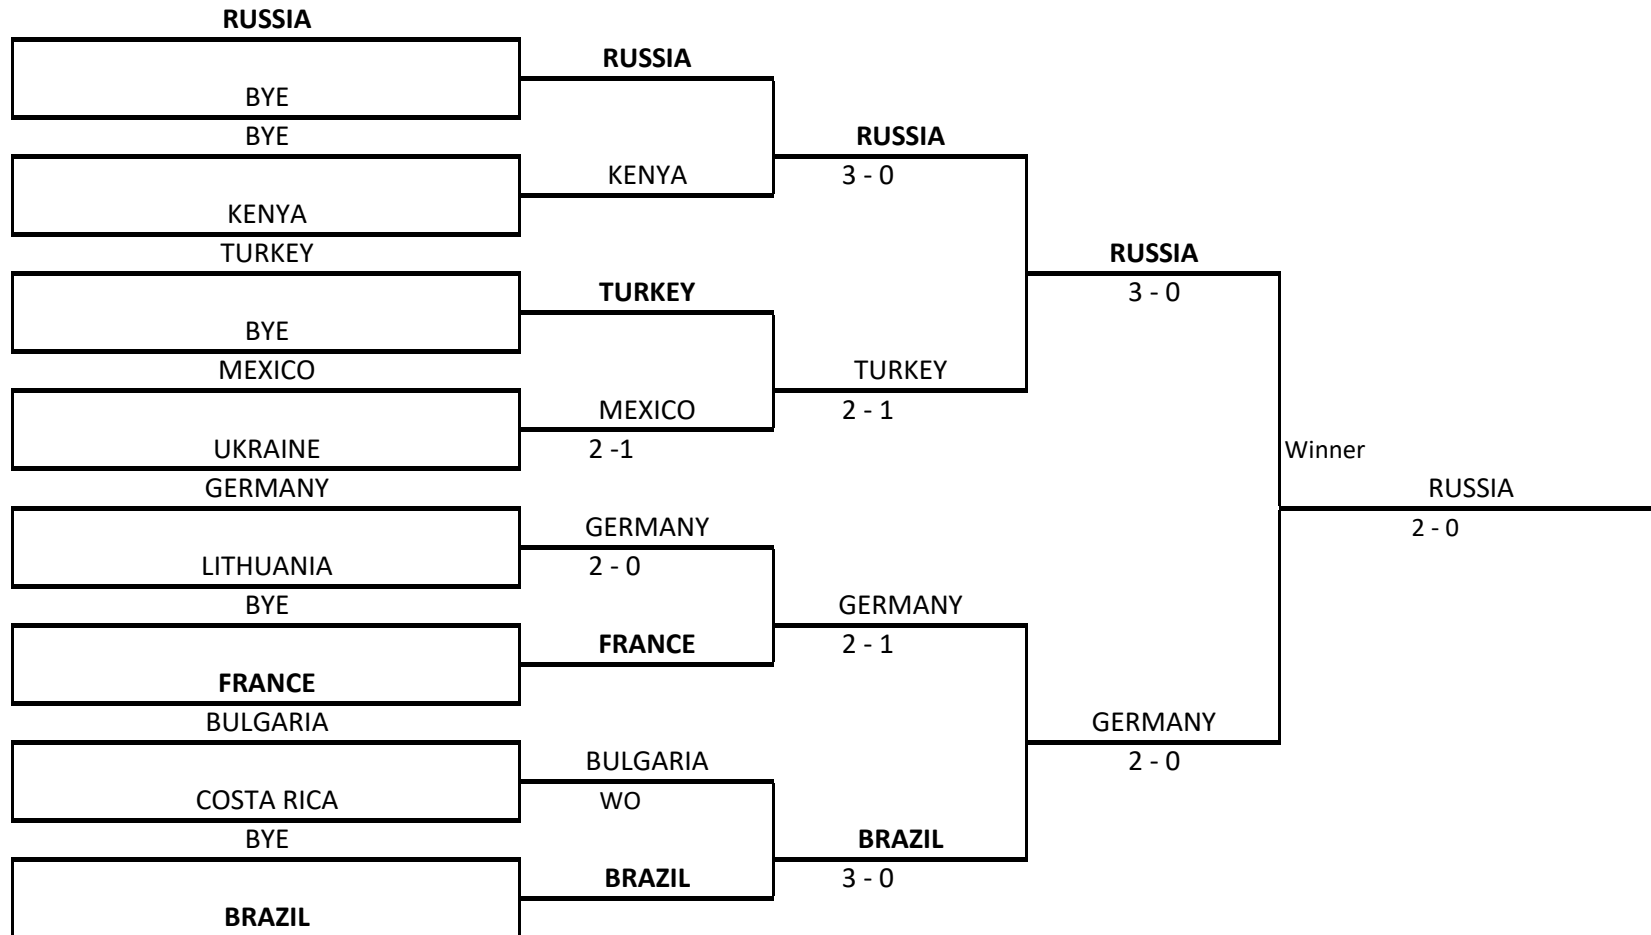 RUSSIA
RUSSIA
BYE
BYE
RUSSIA
KENYA
3 - 0
KENYA
TURKEY
RUSSIA
TURKEY
3 - 0
BYE
MEXICO
TURKEY
MEXICO
2 - 1
UKRAINE
2 -1
Winner
GERMANY
RUSSIA
GERMANY
2 - 0
LITHUANIA
2 - 0
BYE
GERMANY
FRANCE
2 - 1
FRANCE
BULGARIA
GERMANY
BULGARIA
2 - 0
COSTA RICA
WO
BYE
BRAZIL
BRAZIL
3 - 0
BRAZIL